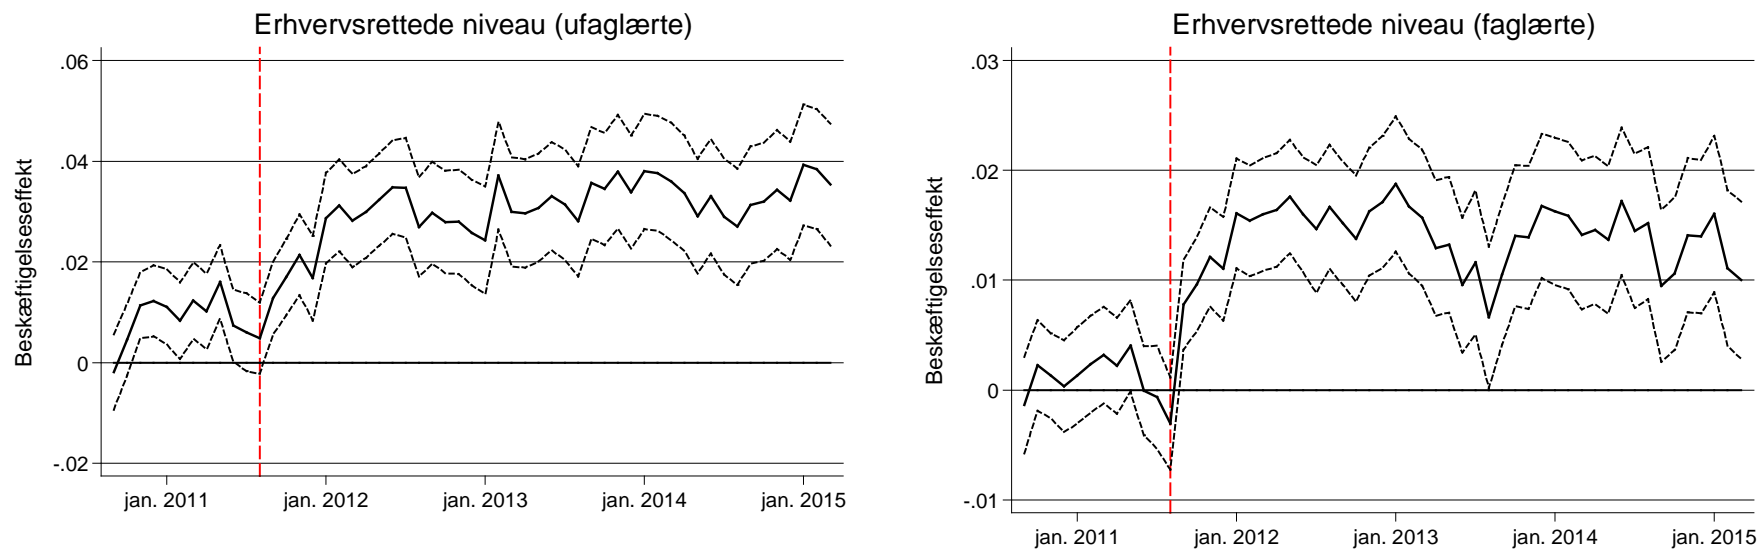 Erhvervsrettede niveau (ufaglærte)
Beskæftigelseseffekt
.06
.04
.02
0
-.02
jan. 2011 jan. 2012 jan. 2013 jan. 2014 jan. 2015
Erhvervsrettede niveau (faglærte)
Beskæftigelseseffekt
.03
.02
.01
0
-.01
jan. 2011 jan. 2012 jan. 2013 jan. 2014 jan. 2015